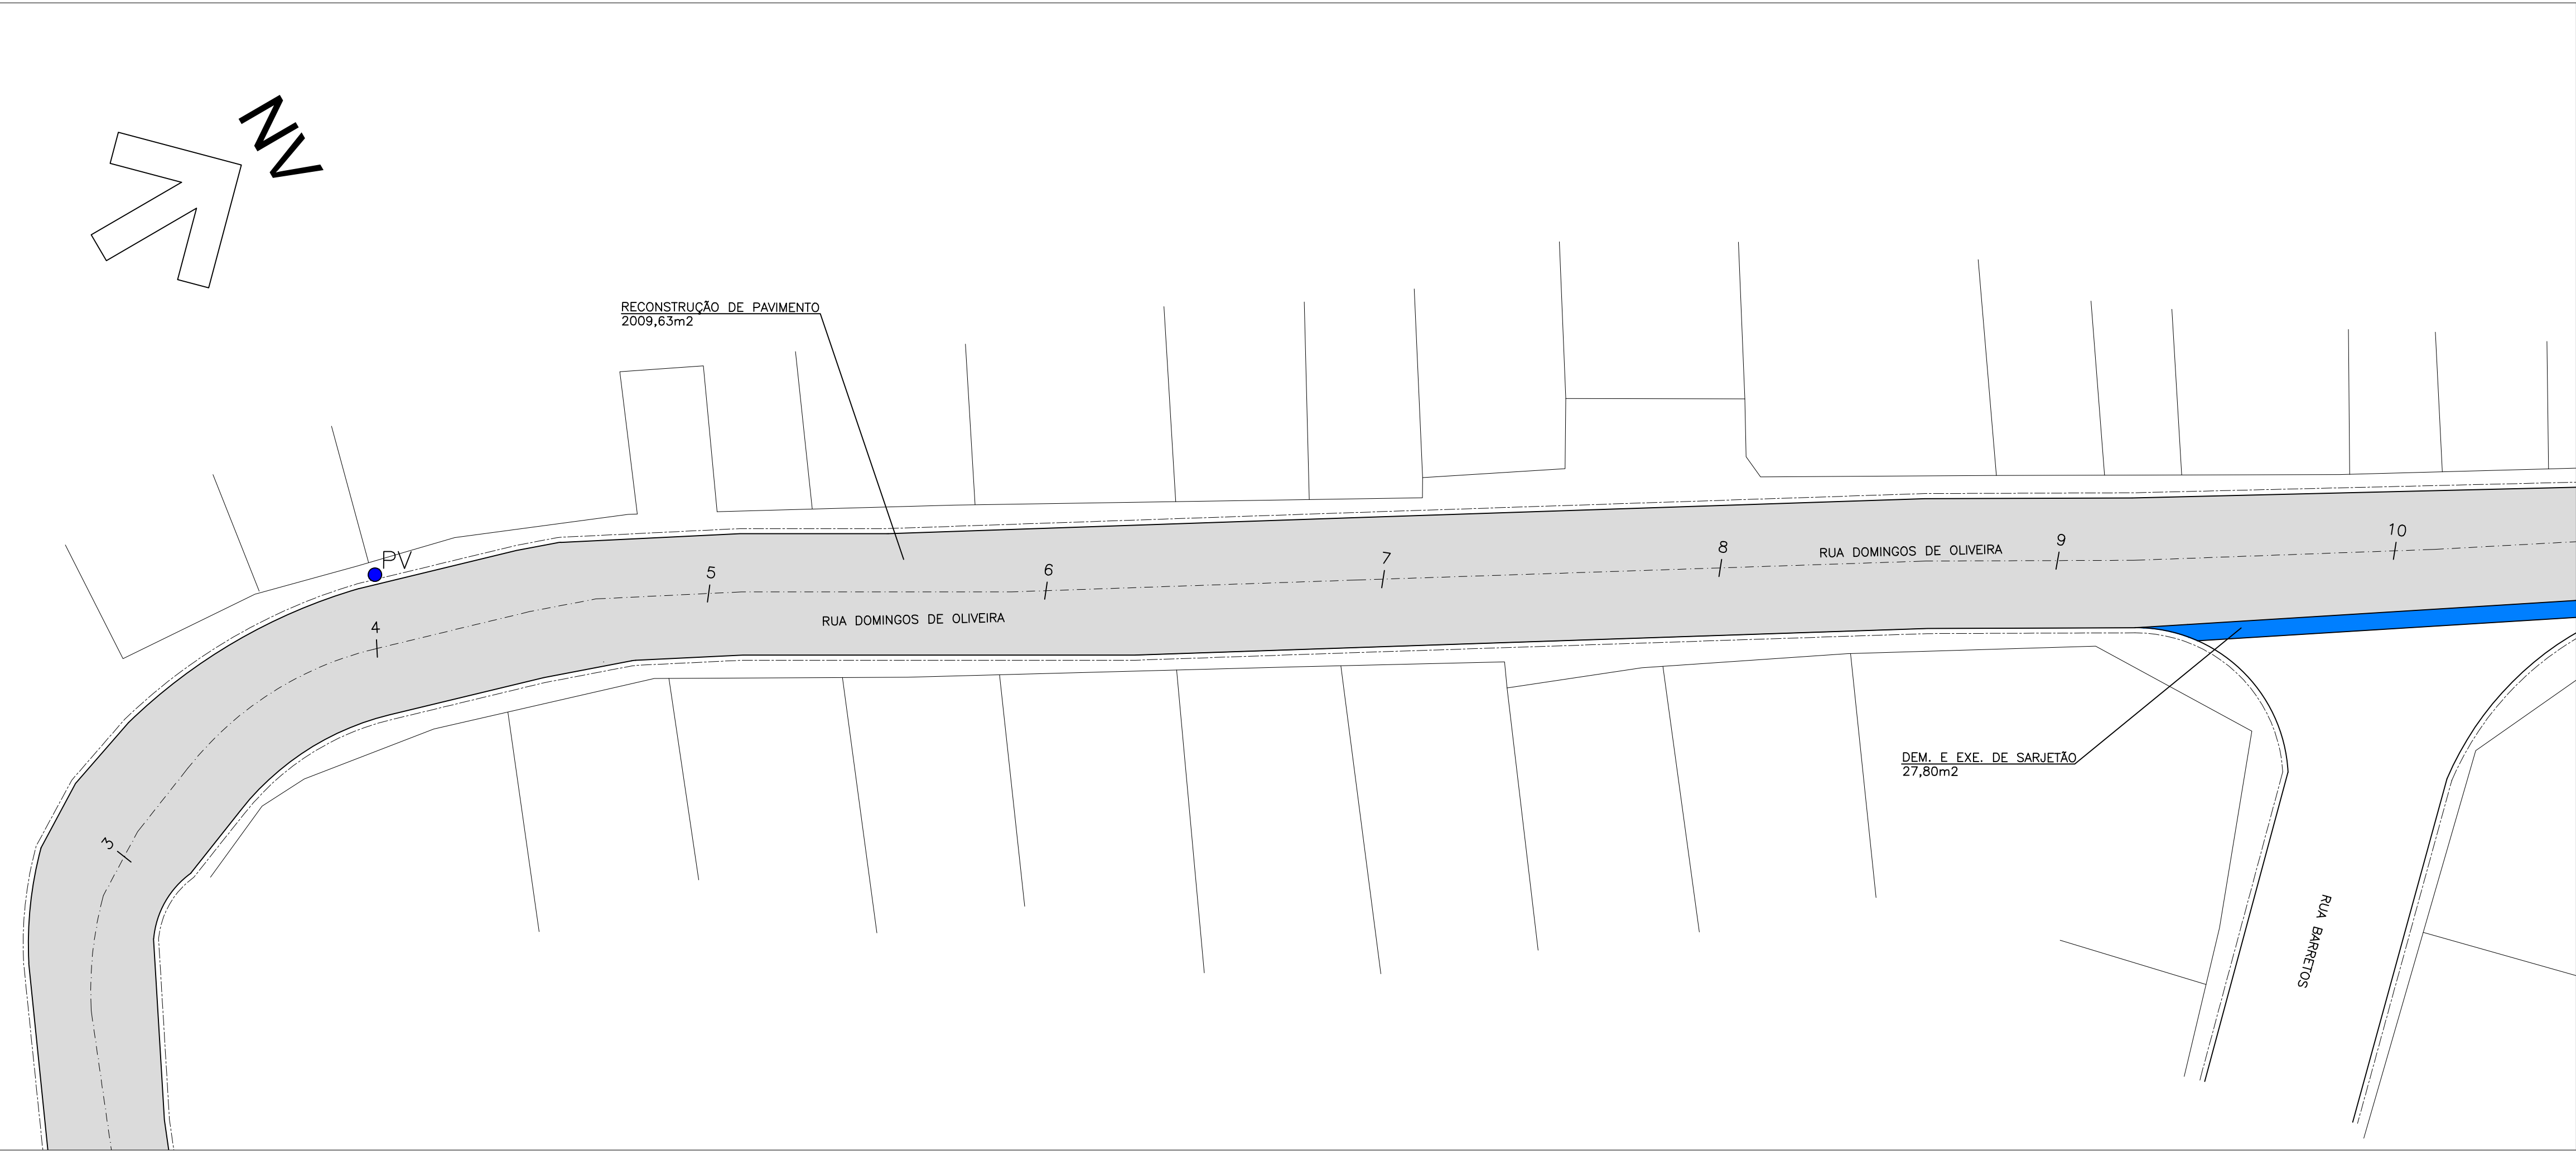 NV
RECONSTRUÇÃO DE PAVIMENTO
2009,63m2
PV
3
4
5
6
7
8
9
10
RUA DOMINGOS DE OLIVEIRA
RUA DOMINGOS DE OLIVEIRA
DEM. E EXE. DE SARJETÃO
27,80m2
RUA BARRETOS